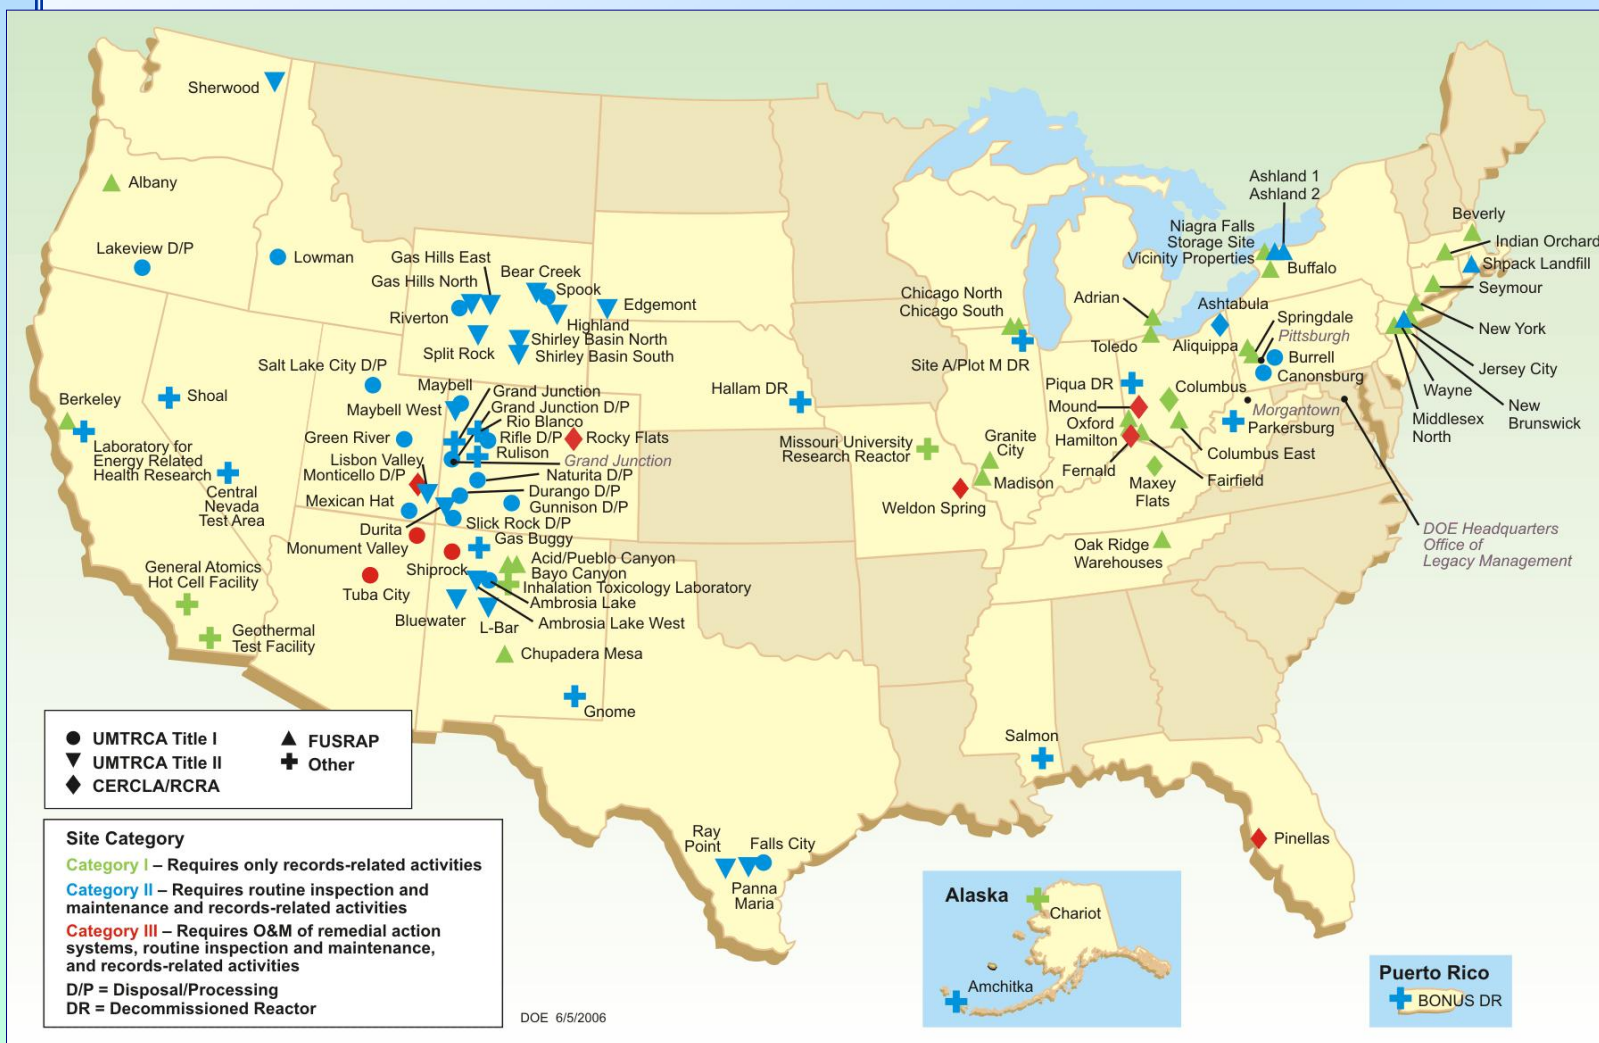 Sherwood
Albany
Lakeview D/P
Lowman
Gas Hills East
Gas Hills North
Bear Creek
Spook
Riverton
Highland
Edgemont
Split Rock
Shirley Basin North
Shirley Basin South
Salt Lake City D/P
Maybell
Maybell West
Grand Junction
Grand Junction D/P
Rio Blanco
Rifle D/P
Rulison
Rocky Flats
Grand Junction
Green River
Lisbon Valley
Monticello D/P
Mexican Hat
Naturita D/P
Durango D/P
Gunnison D/P
Durita
Slick Rock D/P
Gas Buggy
Monument Valley
Shiprock
Tuba City
Acid/Pueblo Canyon
Bayo Canyon
Inhalation Toxicology Laboratory
Ambrosia Lake
Ambrosia Lake West
Bluewater
L-Bar
Chupadera Mesa
Gnome
Berkeley
Shoal
Laboratory for
Energy Related
Health Research
Central
Nevada
Test Area
General Atomics
Hot Cell Facility
Geothermal
Test Facility
Hallam DR
Chicago North
Chicago South
Site A/Plot M DR
Missouri University
Research Reactor
Granite
City
Madison
Weldon Spring
Adrian
Toledo
Piqua DR
Mound
Oxford
Hamilton
Fernald
Columbus
Columbus East
Fairfield
Maxey
Flats
Oak Ridge
Warehouses
Ashland 1
Ashland 2
Niagra Falls
Storage Site
Vicinity Properties
Buffalo
Ashtabula
Aliquippa
Springdale
Pittsburgh
Burrell
Canonsburg
Morgantown
Parkersburg
Beverly
Indian Orchard
Shpack Landfill
Seymour
New York
Jersey City
Wayne
New
Brunswick
Middlesex
North
DOE Headquarters
Office of
Legacy Management
Salmon
Pinellas
Ray
Point
Falls City
Panna
Maria
UMTRCA Title I
UMTRCA Title II
CERCLA/RCRA
FUSRAP
Other
Site Category
Category I – Requires only records-related activities
Category II – Requires routine inspection and
maintenance and records-related activities
Category III – Requires O&M of remedial action
systems, routine inspection and maintenance,
and records-related activities
D/P = Disposal/Processing
DR = Decommissioned Reactor
DOE 6/5/2006
Alaska
Chariot
Amchitka
Puerto Rico
BONUS DR